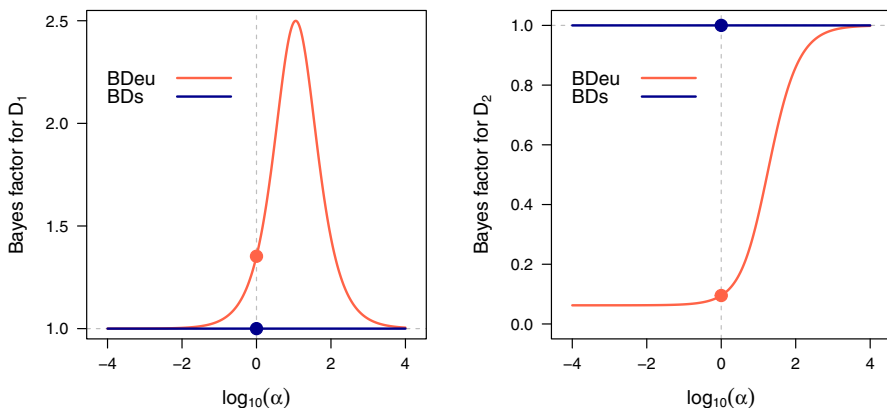 Bayes factor for D₁
2.5
2.0
1.5
1.0
BDeu
BDs
−4 −2 0 2 4
log₁₀(α)
Bayes factor for D₂
1.0
0.8
0.6
0.4
0.2
0.0
BDeu
BDs
−4 −2 0 2 4
log₁₀(α)